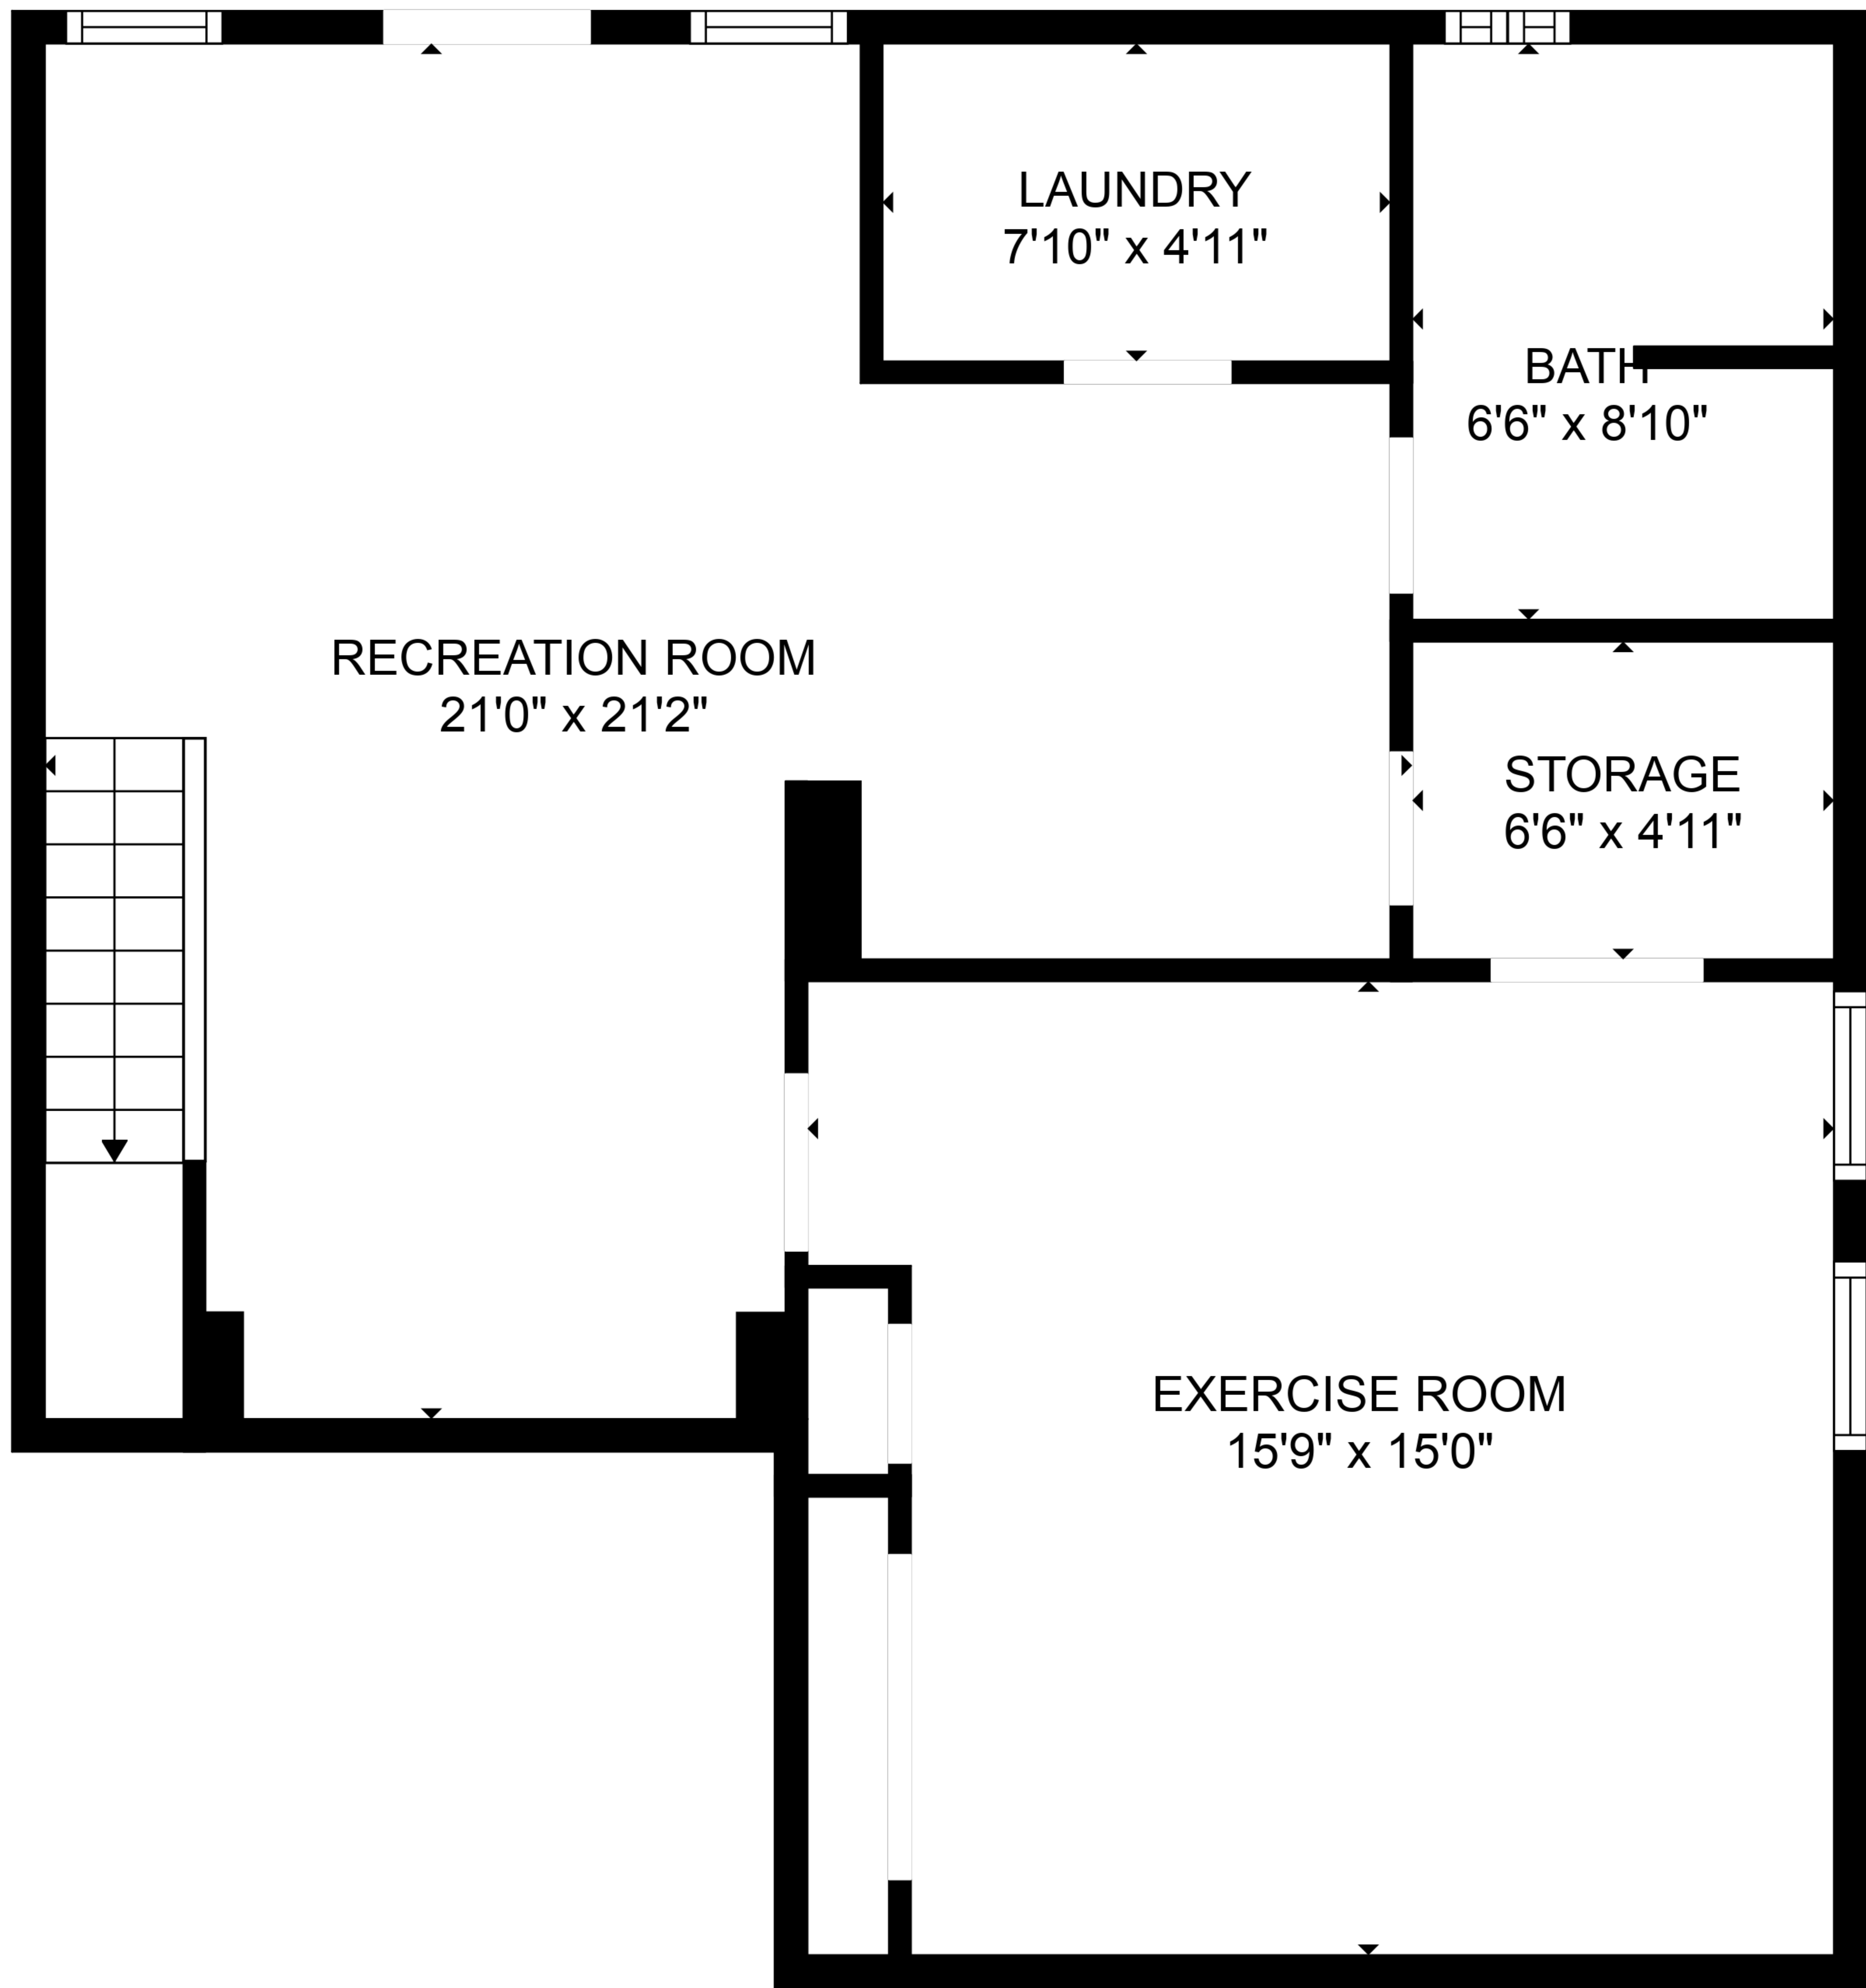 LAUNDRY
7'10" x 4'11"
BATH
6'6" x 8'10"
RECREATION ROOM
21'0" x 21'2"
STORAGE
6'6" x 4'11"
EXERCISE ROOM
15'9" x 15'0"